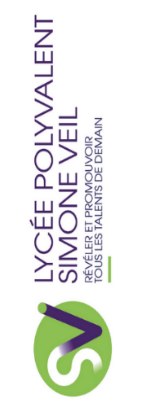 LYCÉE POLYVALENT
SIMONE VEIL
RÉVÉLER ET PROMOUVOIR
TOUS LES TALENTS DE DEMAIN
SV